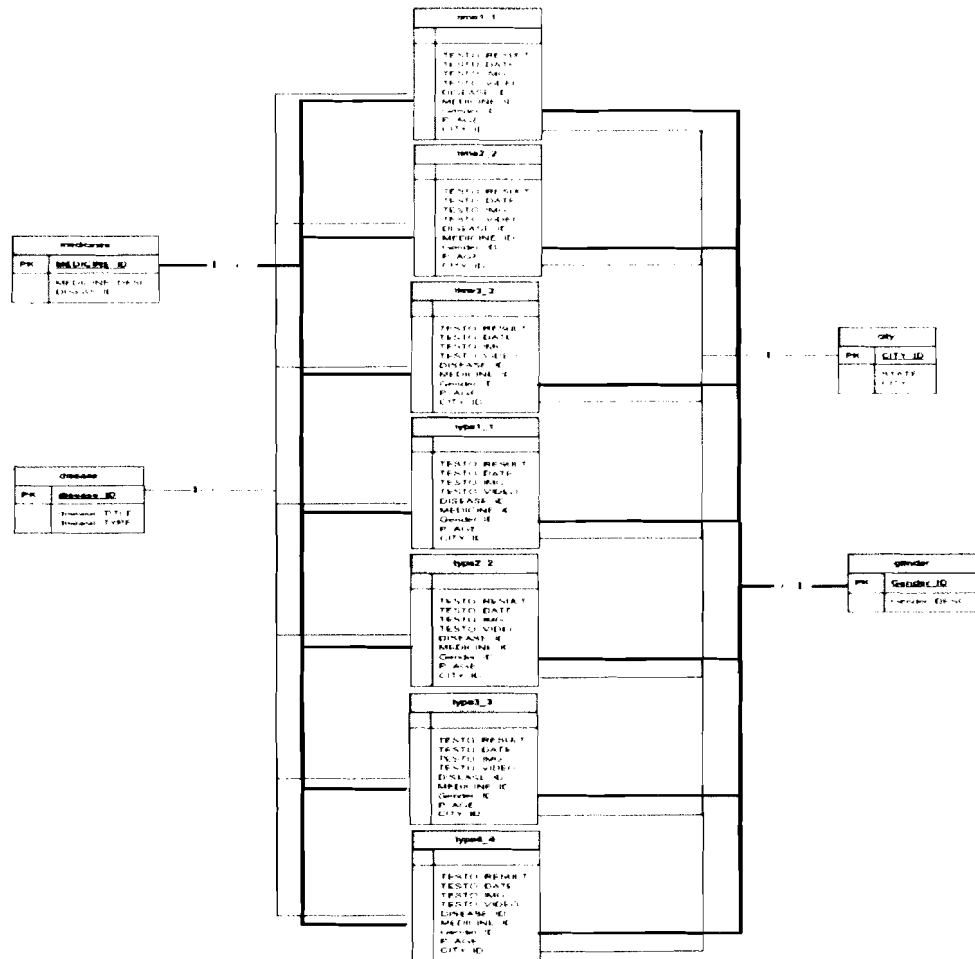 time1_1
TESTO_RESULT
TESTO_DATE
TESTO_IMG
TESTO_VIDEO
DISEASE_ID
MEDICINE_ID
Gender_ID
P_AGE
CITY_ID
time2_2
TESTO_RESULT
TESTO_DATE
TESTO_IMG
TESTO_VIDEO
DISEASE_ID
MEDICINE_ID
Gender_ID
P_AGE
CITY_ID
medicines
PK MEDICINE_ID
MEDICINE_DESC
DISEASE_ID
time3_3
TESTO_RESULT
TESTO_DATE
TESTO_IMG
TESTO_VIDEO
DISEASE_ID
MEDICINE_ID
Gender_ID
P_AGE
CITY_ID
city
PK CITY_ID
STATE
CITY
type1_1
TESTO_RESULT
TESTO_DATE
TESTO_IMG
TESTO_VIDEO
DISEASE_ID
MEDICINE_ID
Gender_ID
P_AGE
CITY_ID
disease
PK disease_ID
disease_TITLE
disease_TYPE
type2_2
TESTO_RESULT
TESTO_DATE
TESTO_IMG
TESTO_VIDEO
DISEASE_ID
MEDICINE_ID
Gender_ID
P_AGE
CITY_ID
gender
PK Gender_ID
Gender_DESC
type3_3
TESTO_RESULT
TESTO_DATE
TESTO_IMG
TESTO_VIDEO
DISEASE_ID
MEDICINE_ID
Gender_ID
P_AGE
CITY_ID
type4_4
TESTO_RESULT
TESTO_DATE
TESTO_IMG
TESTO_VIDEO
DISEASE_ID
MEDICINE_ID
Gender_ID
P_AGE
CITY_ID